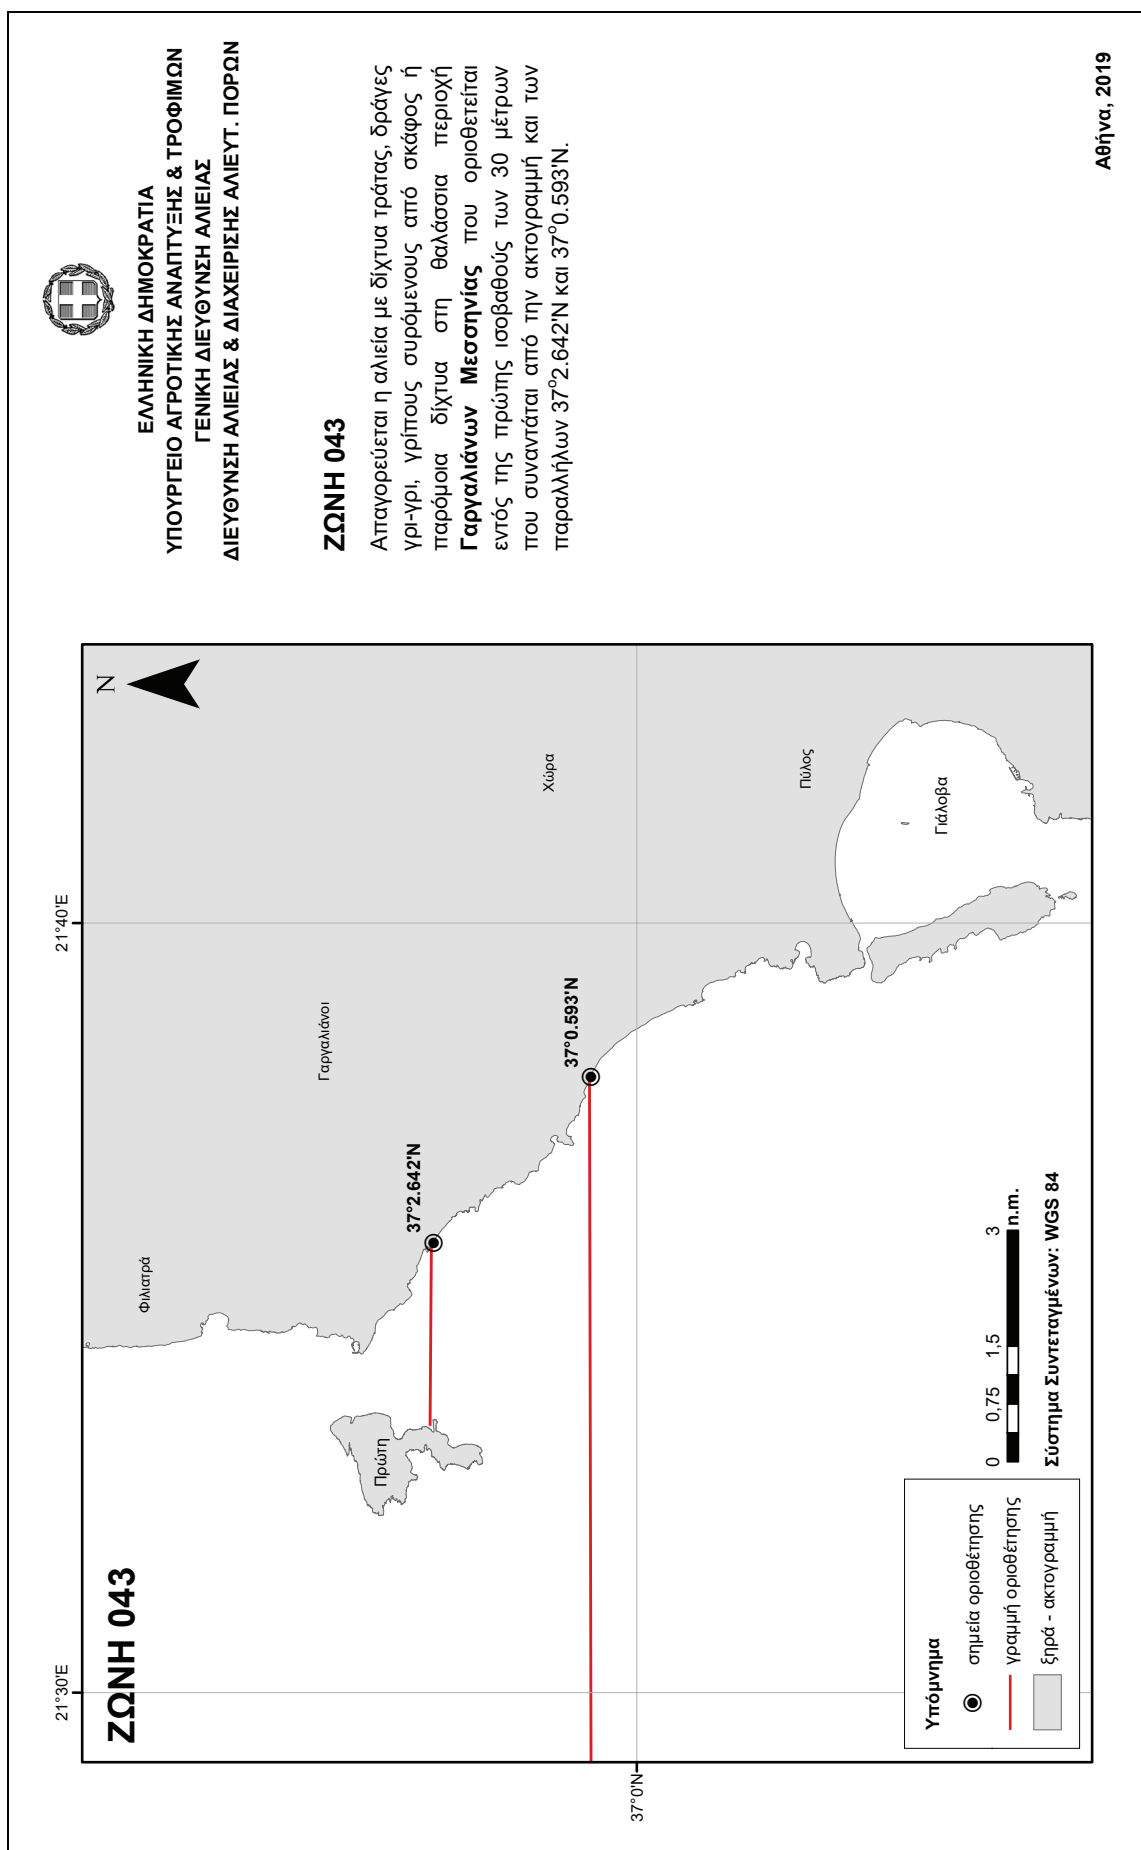 ΕΛΛΗΝΙΚΗ ΔΗΜΟΚΡΑΤΙΑ
ΥΠΟΥΡΓΕΙΟ ΑΓΡΟΤΙΚΗΣ ΑΝΑΠΤΥΞΗΣ & ΤΡΟΦΙΜΩΝ
ΓΕΝΙΚΗ ΔΙΕΥΘΥΝΣΗ ΑΛΙΕΙΑΣ
ΔΙΕΥΘΥΝΣΗ ΑΛΙΕΙΑΣ & ΔΙΑΧΕΙΡΙΣΗΣ ΑΛΙΕΥΤ. ΠΟΡΩΝ
ΖΩΝΗ 043
Απαγορεύεται η αλιεία με δίχτυα τράτας, δράγες
γρι-γρι, γρίπους συρόμενους από σκάφος ή
παρόμοια δίχτυα στη θαλάσσια περιοχή
Γαργαλιάνων Μεσσηνίας που οριοθετείται
εντός της πρώτης ισοβαθούς των 30 μέτρων
που συναντάται από την ακτογραμμή και των
παραλλήλων 37°2.642'N και 37°0.593'N.
Αθήνα, 2019
21°30'E
21°40'E
ΖΩΝΗ 043
N
Φιλιατρά
Γαργαλιάνοι
Πρώτη
37°2.642'N
Χώρα
37°0.593'N
37°0'N
Πύλος
Γιάλοβα
Υπόμνημα
σημεία οριοθέτησης
γραμμή οριοθέτησης
ξηρά - ακτογραμμή
0 0,75 1,5 3
n.m.
Σύστημα Συντεταγμένων: WGS 84